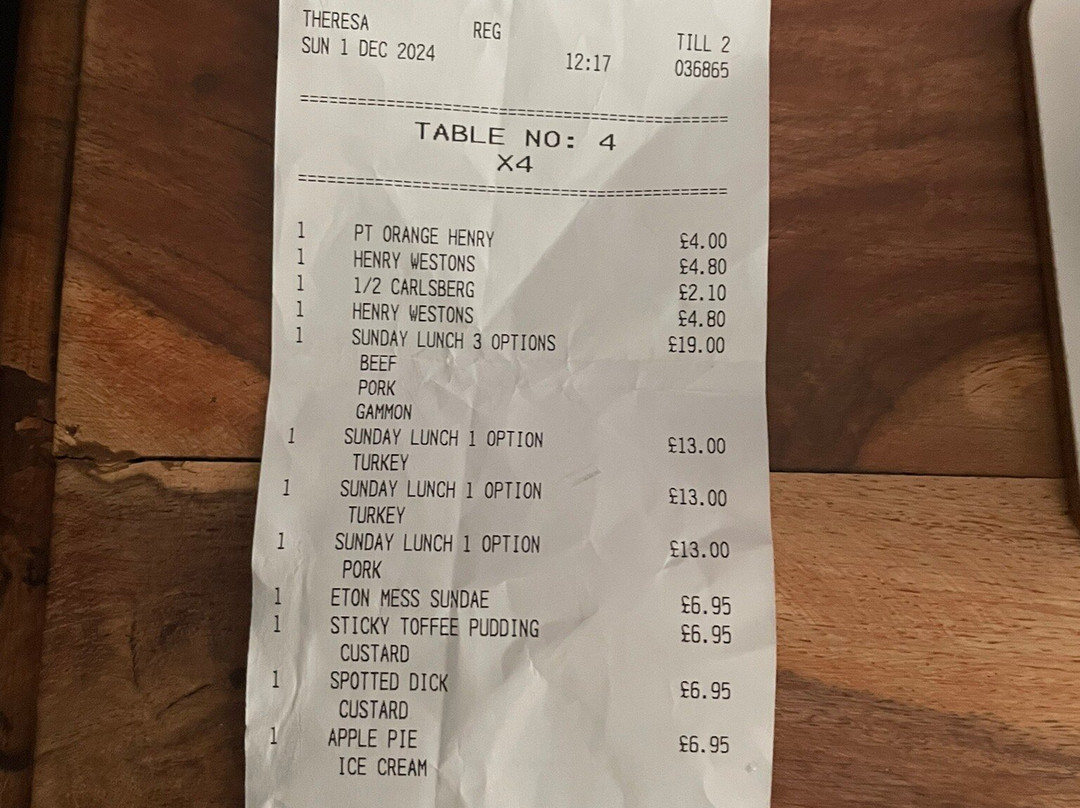 THERESA REG TILL 2
SUN 1 DEC 2024 12:17 036865
==================================
TABLE NO: 4
X4
==================================
1 PT ORANGE HENRY £4.00
1 HENRY WESTONS £4.80
1 1/2 CARLSBERG £2.10
1 HENRY WESTONS £4.80
1 SUNDAY LUNCH 3 OPTIONS £19.00
BEEF
PORK
GAMMON
1 SUNDAY LUNCH 1 OPTION £13.00
TURKEY
1 SUNDAY LUNCH 1 OPTION £13.00
TURKEY
1 SUNDAY LUNCH 1 OPTION £13.00
PORK
1 ETON MESS SUNDAE £6.95
1 STICKY TOFFEE PUDDING £6.95
CUSTARD
1 SPOTTED DICK £6.95
CUSTARD
1 APPLE PIE £6.95
ICE CREAM